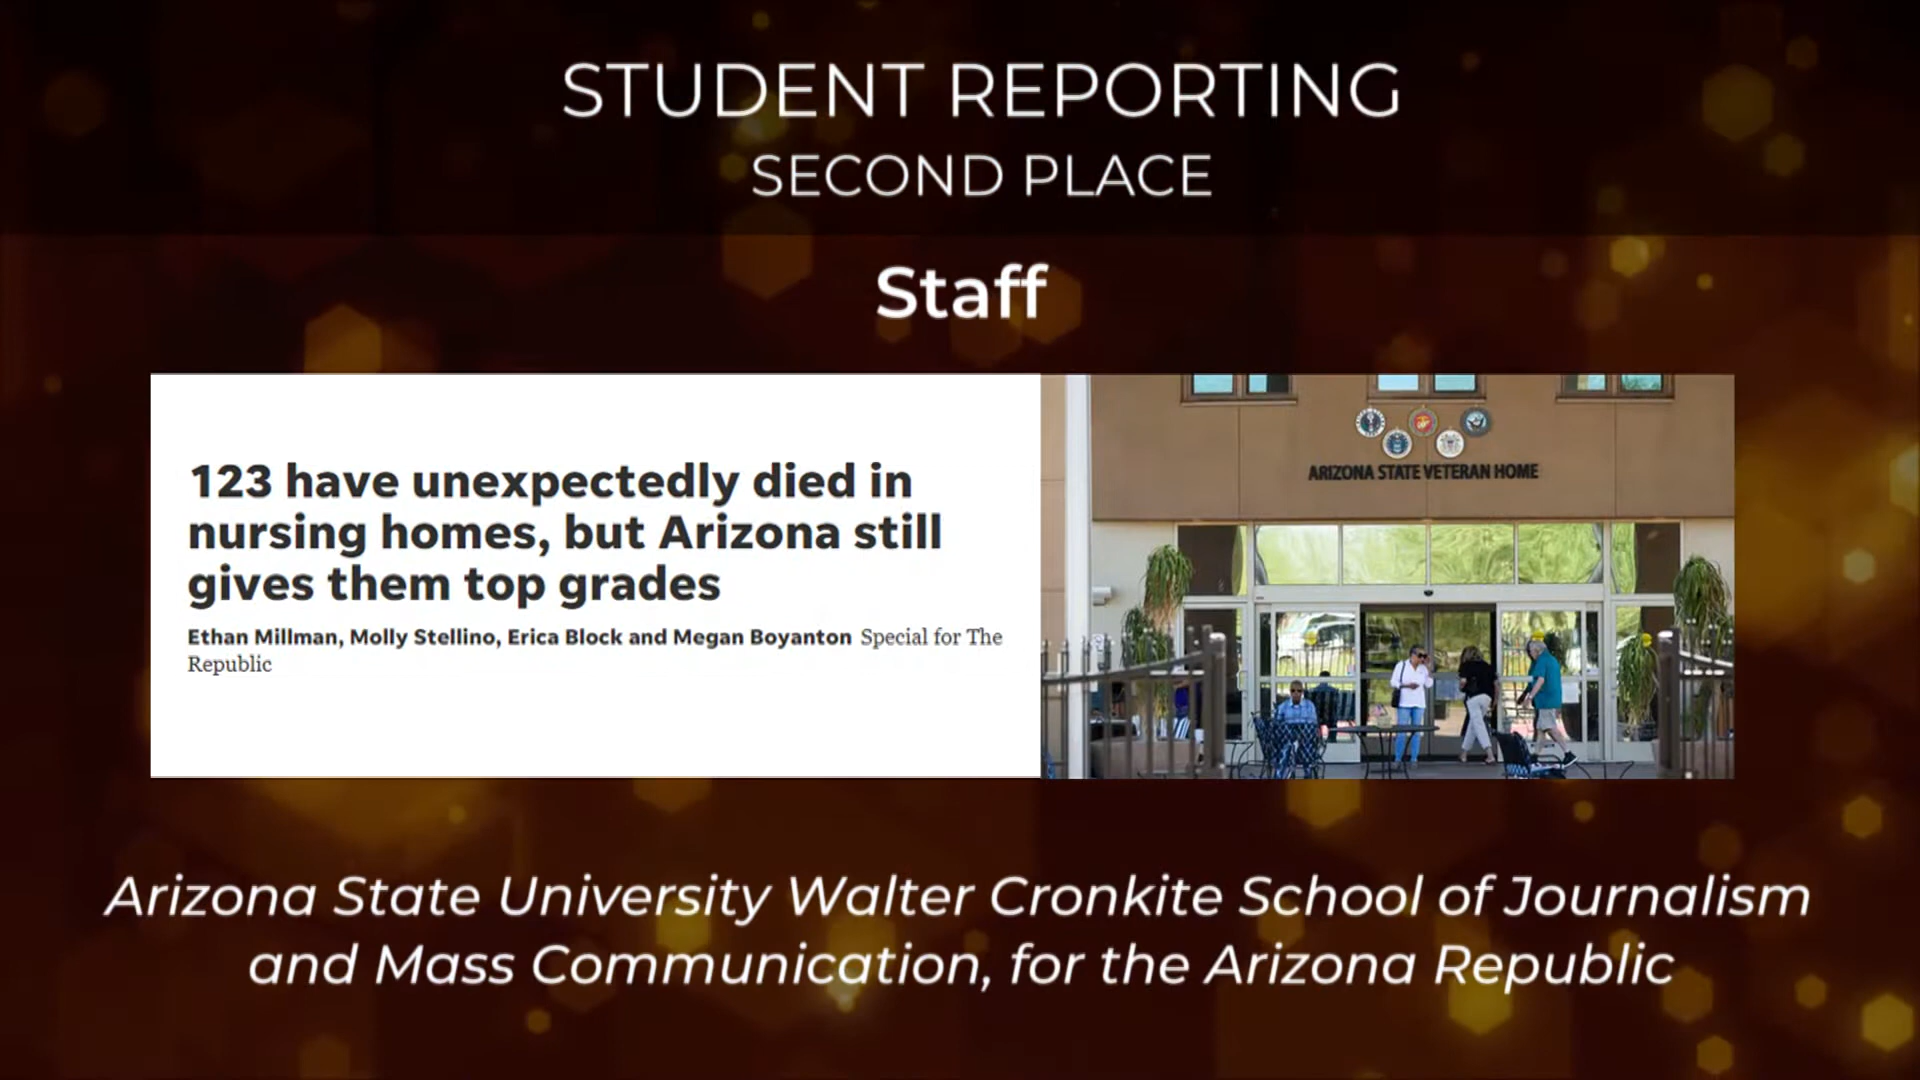 STUDENT REPORTING
SECOND PLACE
Staff
123 have unexpectedly died in
nursing homes, but Arizona still
gives them top grades
Ethan Millman, Molly Stellino, Erica Block and Megan Boyanton Special for The
Republic
ARIZONA STATE VETERAN HOME
Arizona State University Walter Cronkite School of Journalism
and Mass Communication, for the Arizona Republic